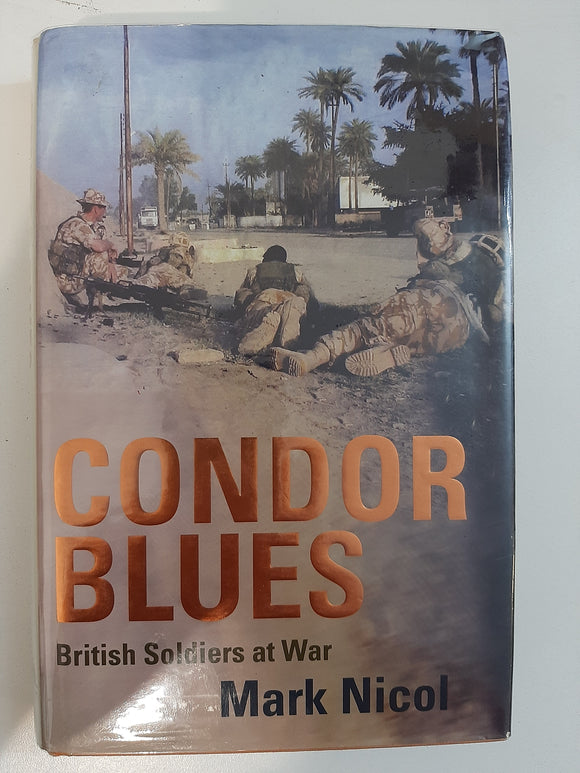 CONDOR
BLUES
British Soldiers at War
Mark Nicol